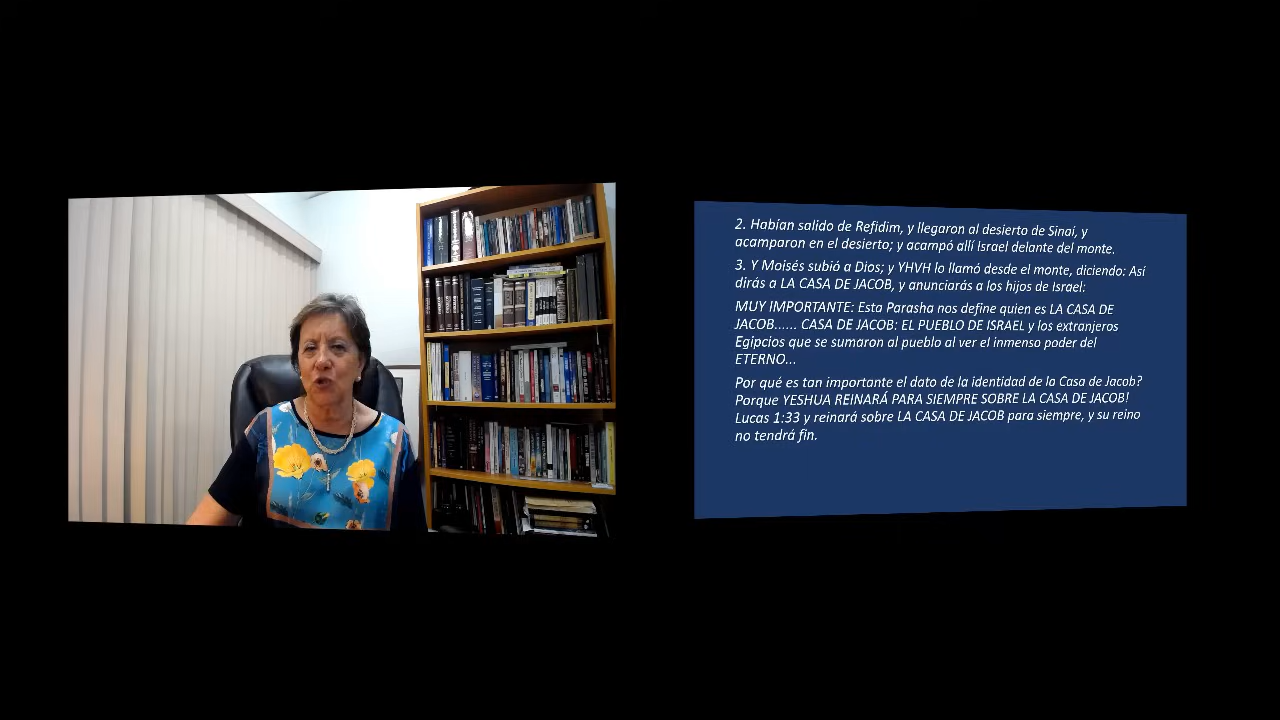 2. Habían salido de Refidim, y llegaron al desierto de Sinaí, y
acamparon en el desierto; y acampó allí Israel delante del monte.
3. Y Moisés subió a Dios; y YHVH lo llamó desde el monte, diciendo: Así
dirás a LA CASA DE JACOB, y anunciarás a los hijos de Israel:
MUY IMPORTANTE: Esta Parasha nos define quien es LA CASA DE
JACOB...... CASA DE JACOB: EL PUEBLO DE ISRAEL y los extranjeros
Egipcios que se sumaron al pueblo al ver el inmenso poder del
ETERNO...
Por qué es tan importante el dato de la identidad de la Casa de Jacob?
Porque YESHUA REINARÁ PARA SIEMPRE SOBRE LA CASA DE JACOB!
Lucas 1:33 y reinará sobre LA CASA DE JACOB para siempre, y su reino
no tendrá fin.